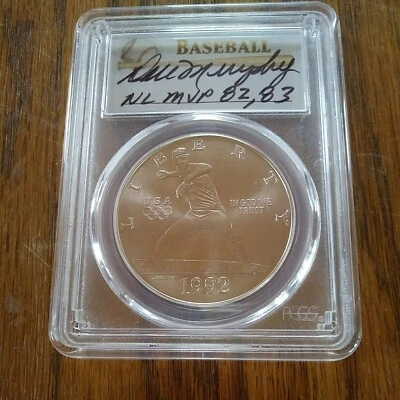 BASEBALL
Dale Murphy
NL MVP 82, 83
LIBERTY
USA
IN GOD WE
TRUST
1992
PCGS